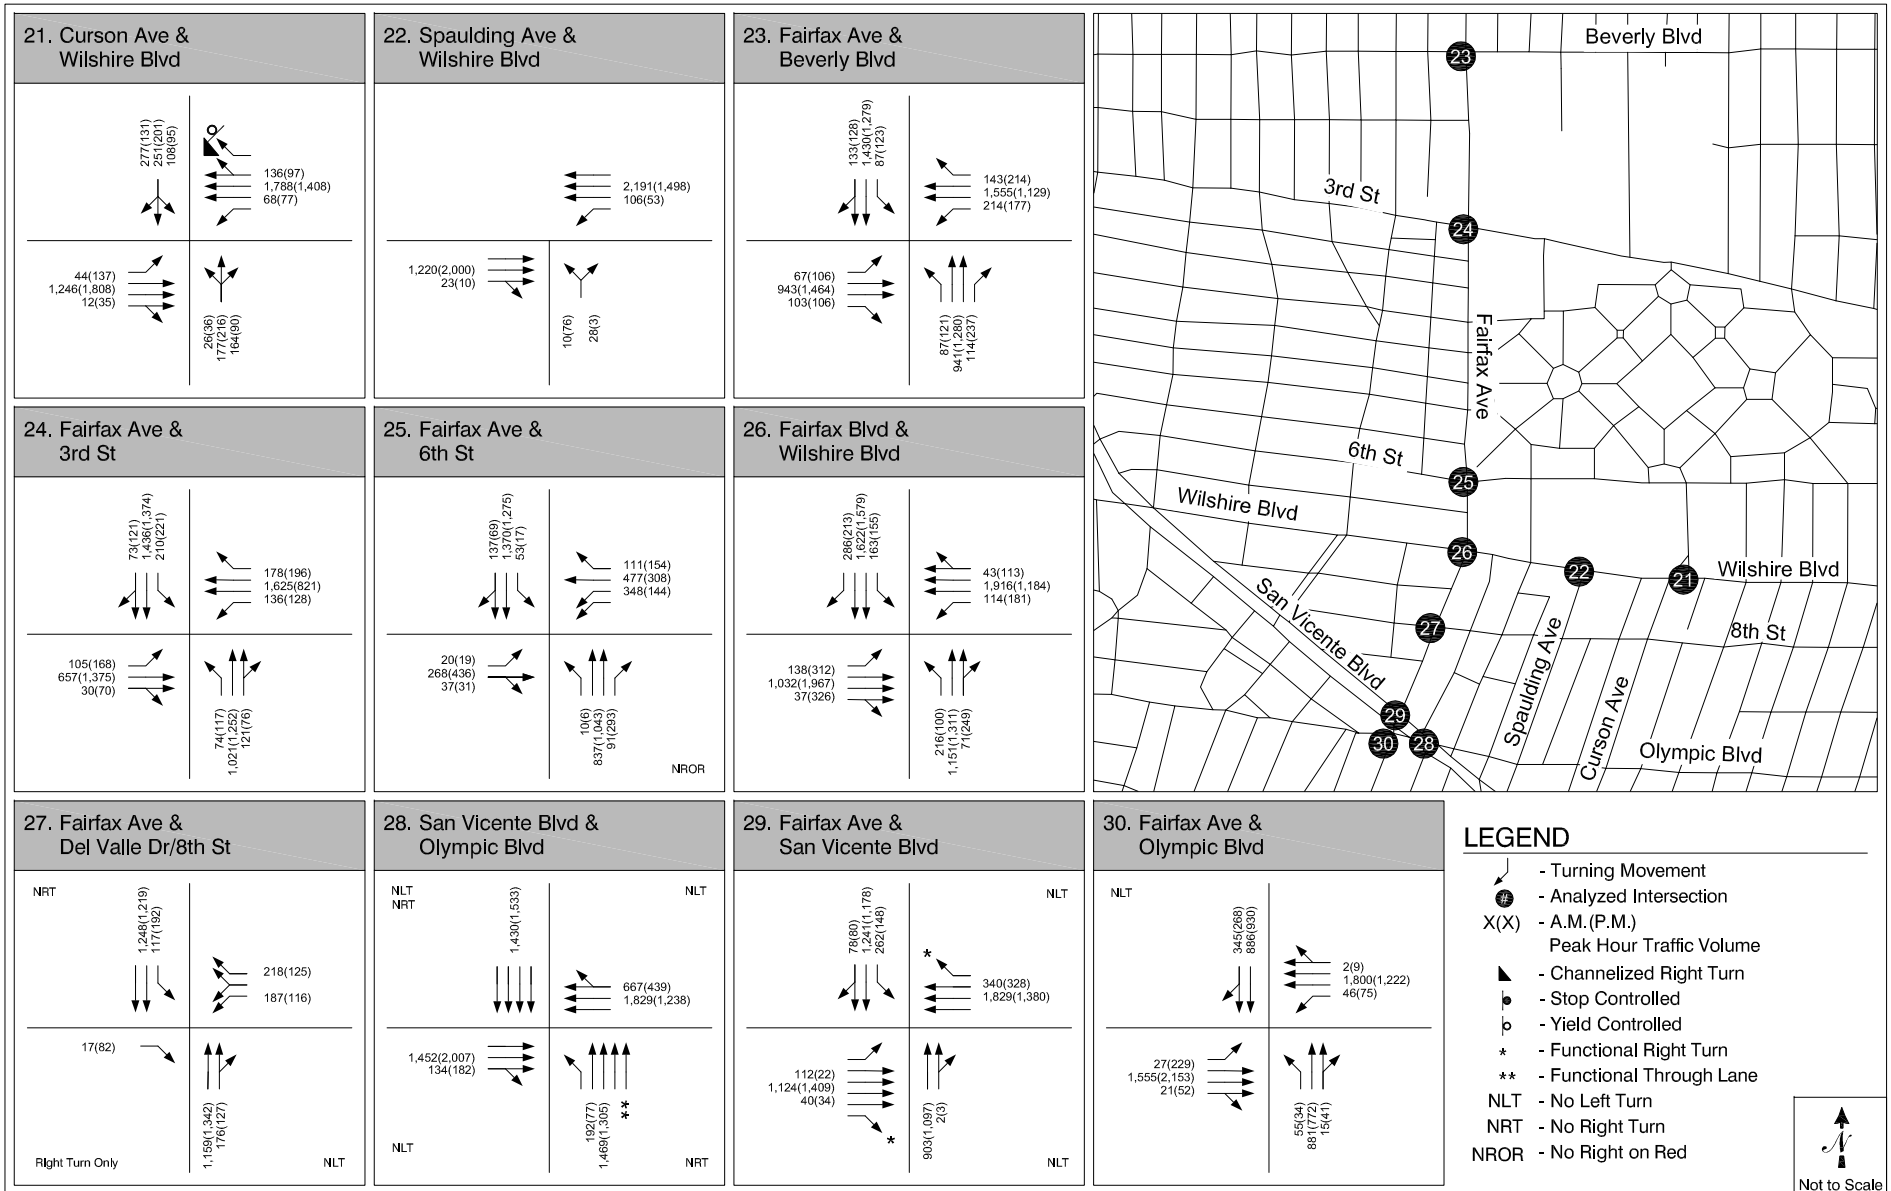 21. Curson Ave &
Wilshire Blvd
277(131)
251(201)
108(95)
136(97)
1,788(1,408)
68(77)
44(137)
1,246(1,808)
12(35)
26(36)
177(216)
164(90)
22. Spaulding Ave &
Wilshire Blvd
2,191(1,498)
106(53)
1,220(2,000)
23(10)
10(76)
28(3)
23. Fairfax Ave &
Beverly Blvd
133(128)
1,430(1,279)
87(123)
143(214)
1,555(1,129)
214(177)
67(106)
943(1,464)
103(106)
87(121)
941(1,280)
114(237)
24. Fairfax Ave &
3rd St
73(121)
1,436(1,374)
210(221)
178(196)
1,625(821)
136(128)
105(168)
657(1,375)
30(70)
74(117)
1,021(1,252)
121(76)
25. Fairfax Ave &
6th St
137(69)
1,370(1,275)
53(17)
111(154)
477(308)
348(144)
20(19)
268(436)
37(31)
10(6)
837(1,043)
91(293)
NROR
26. Fairfax Blvd &
Wilshire Blvd
286(213)
1,622(1,579)
163(155)
43(113)
1,916(1,184)
114(181)
138(312)
1,032(1,967)
37(326)
216(100)
1,151(1,311)
71(249)
27. Fairfax Ave &
Del Valle Dr/8th St
NRT
1,248(1,219)
117(192)
218(125)
187(116)
17(82)
1,159(1,342)
176(127)
Right Turn Only
NLT
28. San Vicente Blvd &
Olympic Blvd
NLT
NRT
1,430(1,533)
NLT
667(439)
1,829(1,238)
1,452(2,007)
134(182)
192(77)
1,469(1,305)
**
NLT
NRT
29. Fairfax Ave &
San Vicente Blvd
78(80)
1,241(1,178)
262(148)
NLT
*
340(328)
1,829(1,380)
112(22)
1,124(1,409)
40(34)
*
903(1,097)
2(3)
NLT
30. Fairfax Ave &
Olympic Blvd
NLT
345(268)
886(930)
2(9)
1,800(1,222)
46(75)
27(229)
1,555(2,153)
21(52)
55(34)
881(772)
15(41)
Beverly Blvd
23
3rd St
24
Fairfax Ave
6th St
25
Wilshire Blvd
26
22
21
Wilshire Blvd
San Vicente Blvd
27
8th St
Spaulding Ave
Curson Ave
29
30
28
Olympic Blvd
LEGEND
- Turning Movement
# - Analyzed Intersection
X(X) - A.M.(P.M.)
Peak Hour Traffic Volume
- Channelized Right Turn
- Stop Controlled
- Yield Controlled
* - Functional Right Turn
** - Functional Through Lane
NLT - No Left Turn
NRT - No Right Turn
NROR - No Right on Red
N
Not to Scale